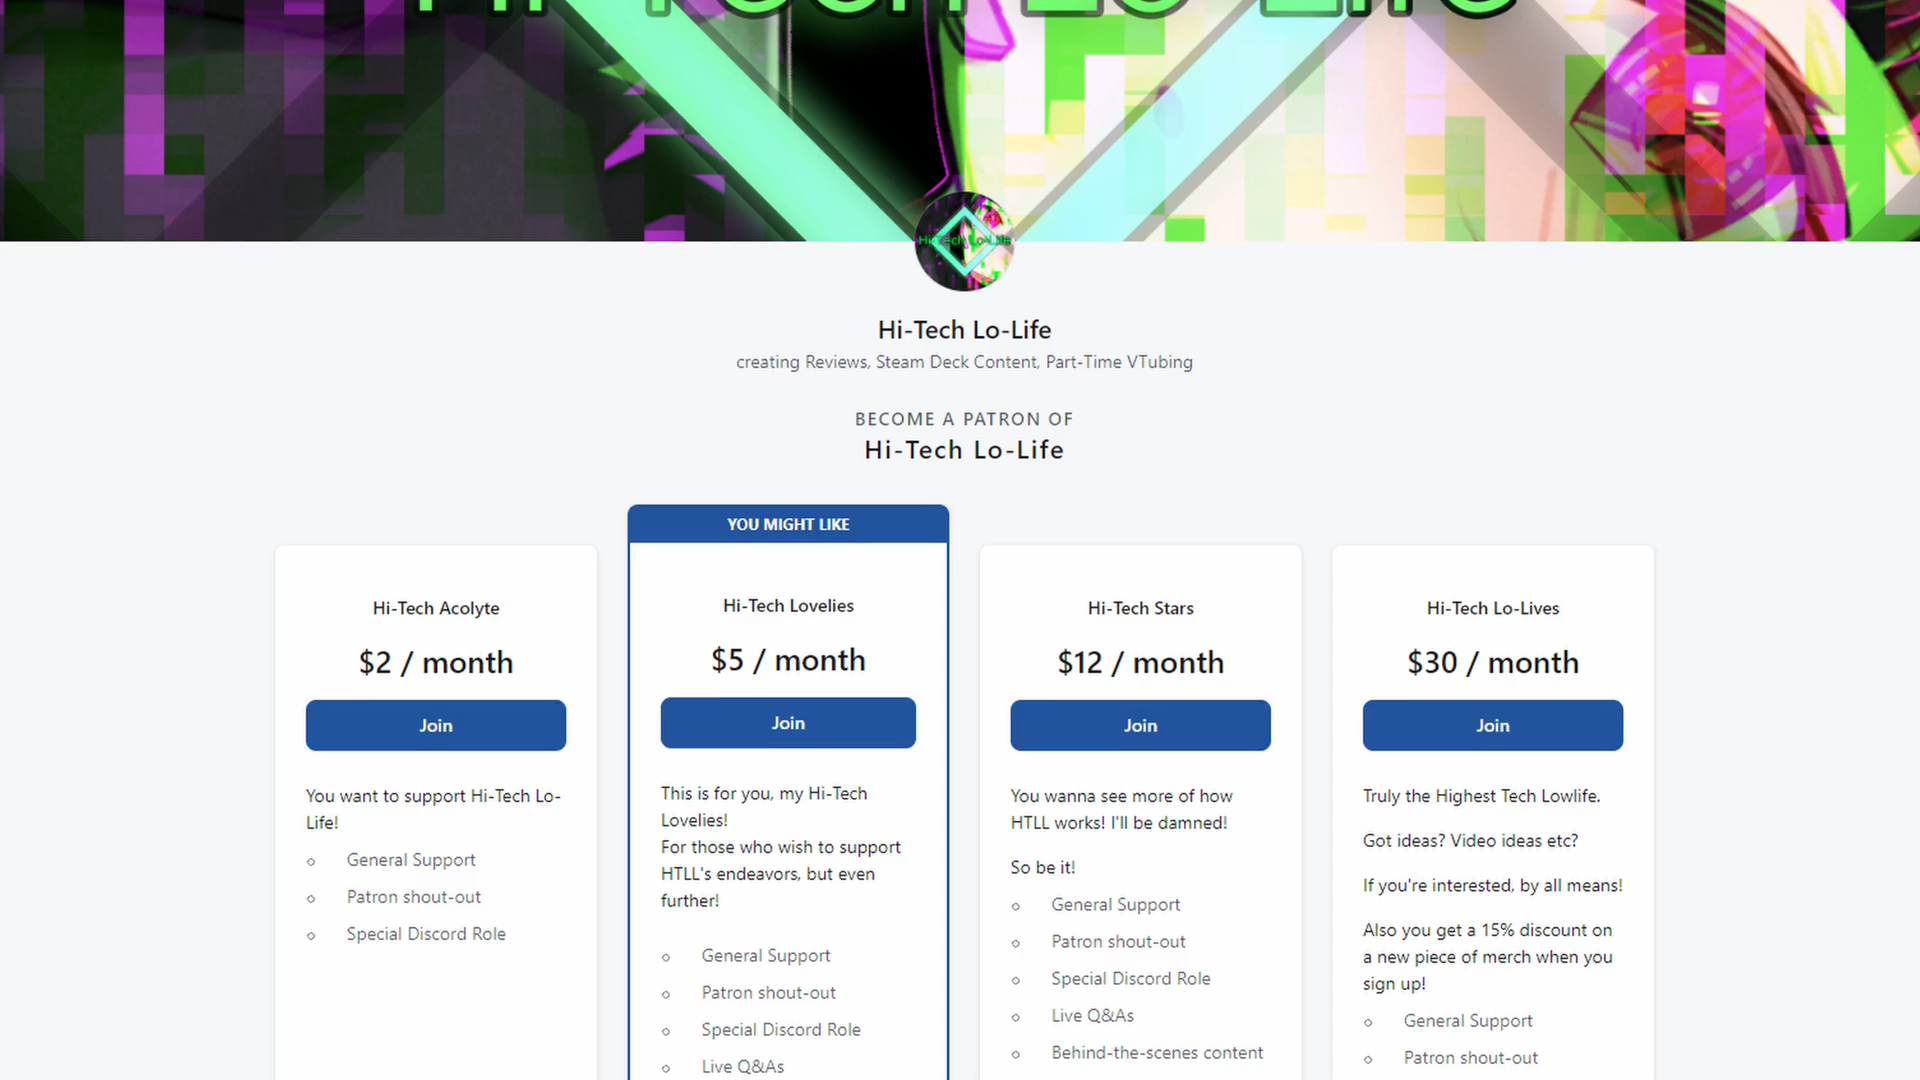 Hi-Tech Lo-Life
Hi-Tech Lo-Life
Hi-Tech Lo-Life
creating Reviews, Steam Deck Content, Part-Time VTubing
BECOME A PATRON OF
Hi-Tech Lo-Life
YOU MIGHT LIKE
Hi-Tech Acolyte
$2 / month
Join
You want to support Hi-Tech Lo-
Life!
General Support
Patron shout-out
Special Discord Role
Hi-Tech Lovelies
$5 / month
Join
This is for you, my Hi-Tech
Lovelies!
For those who wish to support
HTLL's endeavors, but even
further!
General Support
Patron shout-out
Special Discord Role
Live Q&As
Hi-Tech Stars
$12 / month
Join
You wanna see more of how
HTLL works! I'll be damned!
So be it!
General Support
Patron shout-out
Special Discord Role
Live Q&As
Behind-the-scenes content
Hi-Tech Lo-Lives
$30 / month
Join
Truly the Highest Tech Lowlife.
Got ideas? Video ideas etc?
If you're interested, by all means!
Also you get a 15% discount on
a new piece of merch when you
sign up!
General Support
Patron shout-out